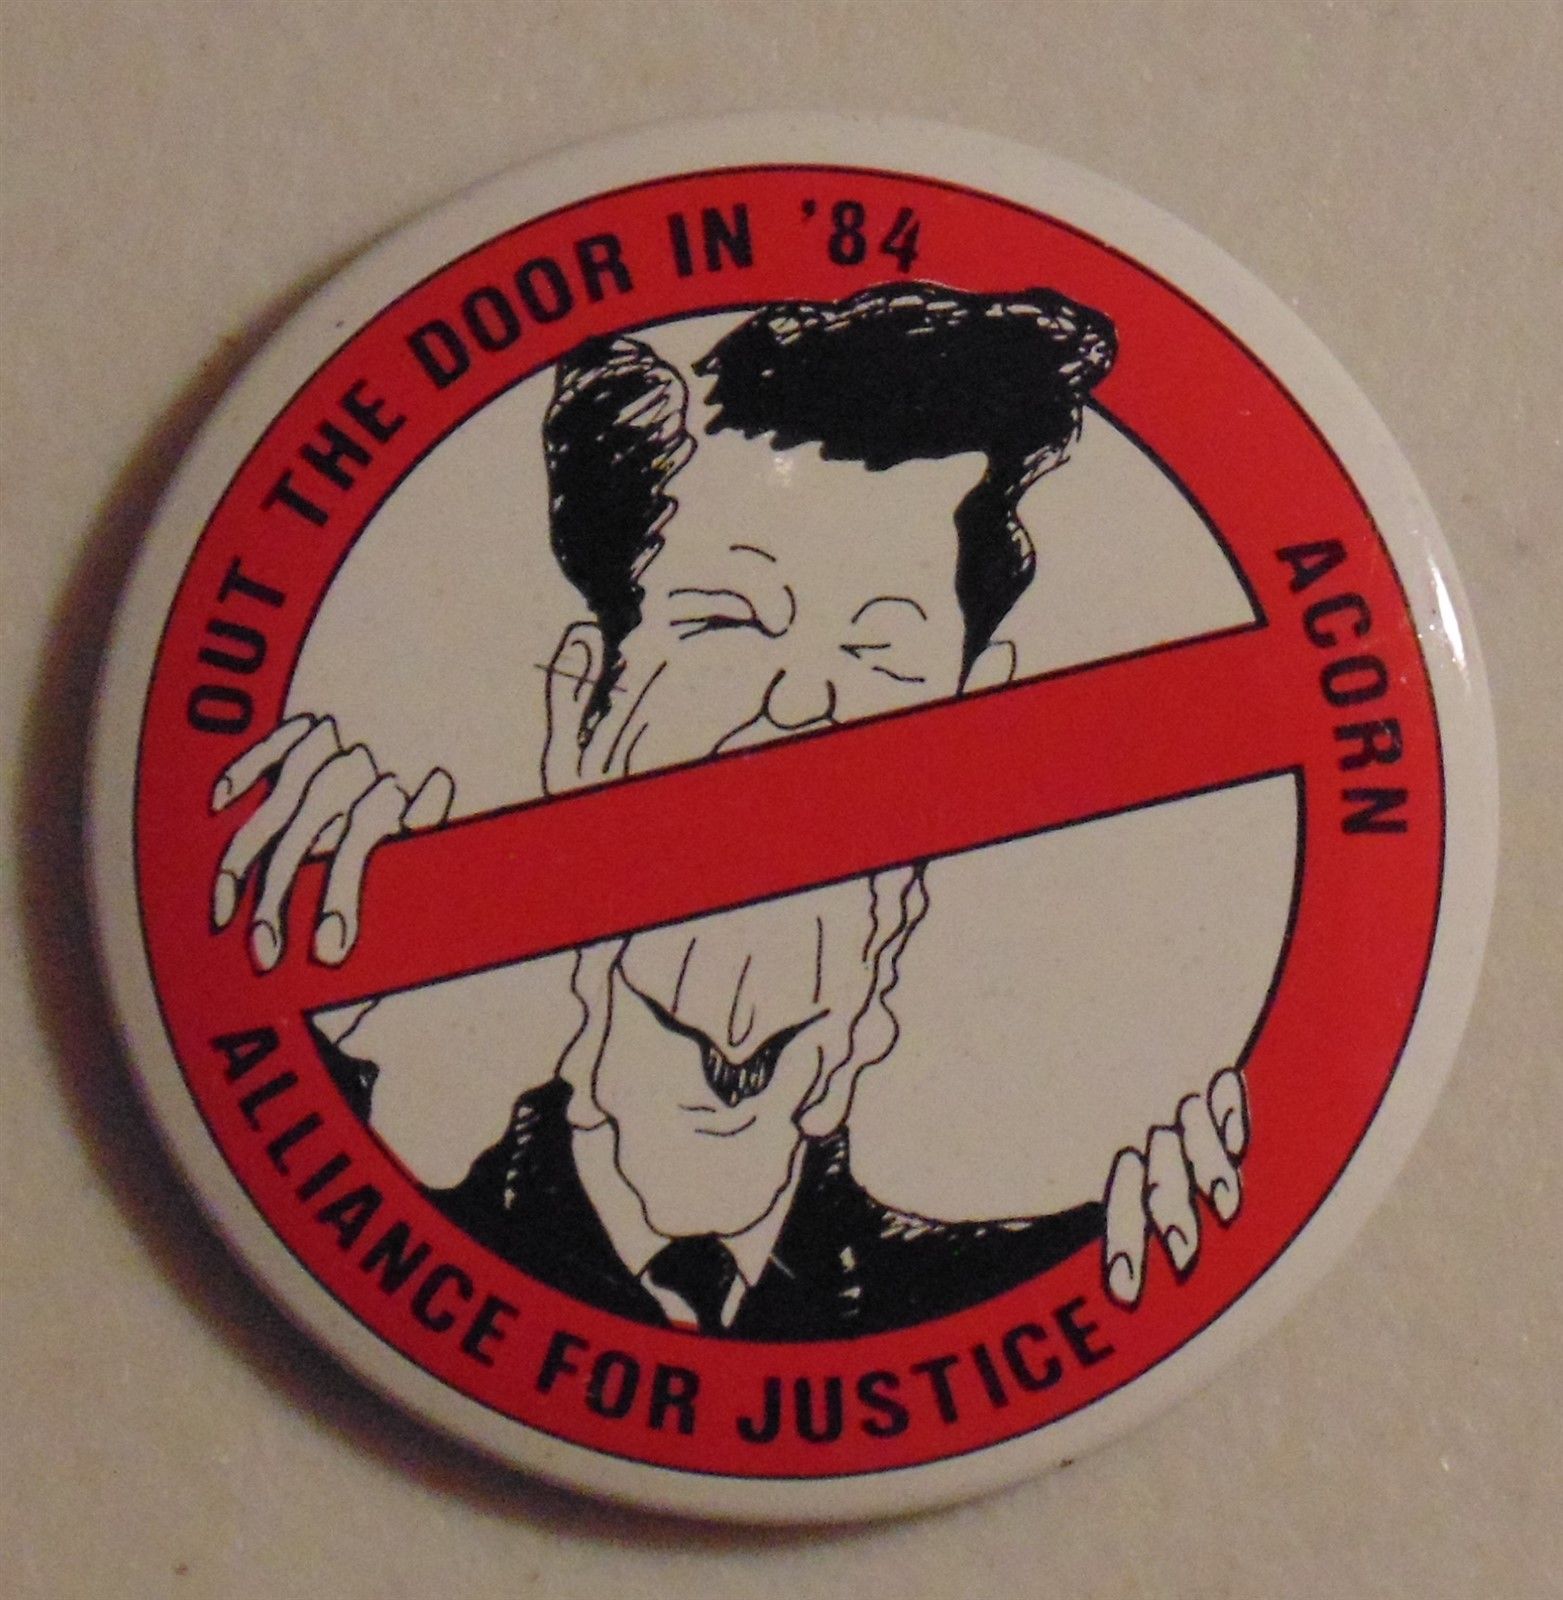 OUT THE DOOR IN '84
ACORN
ALLIANCE FOR JUSTICE